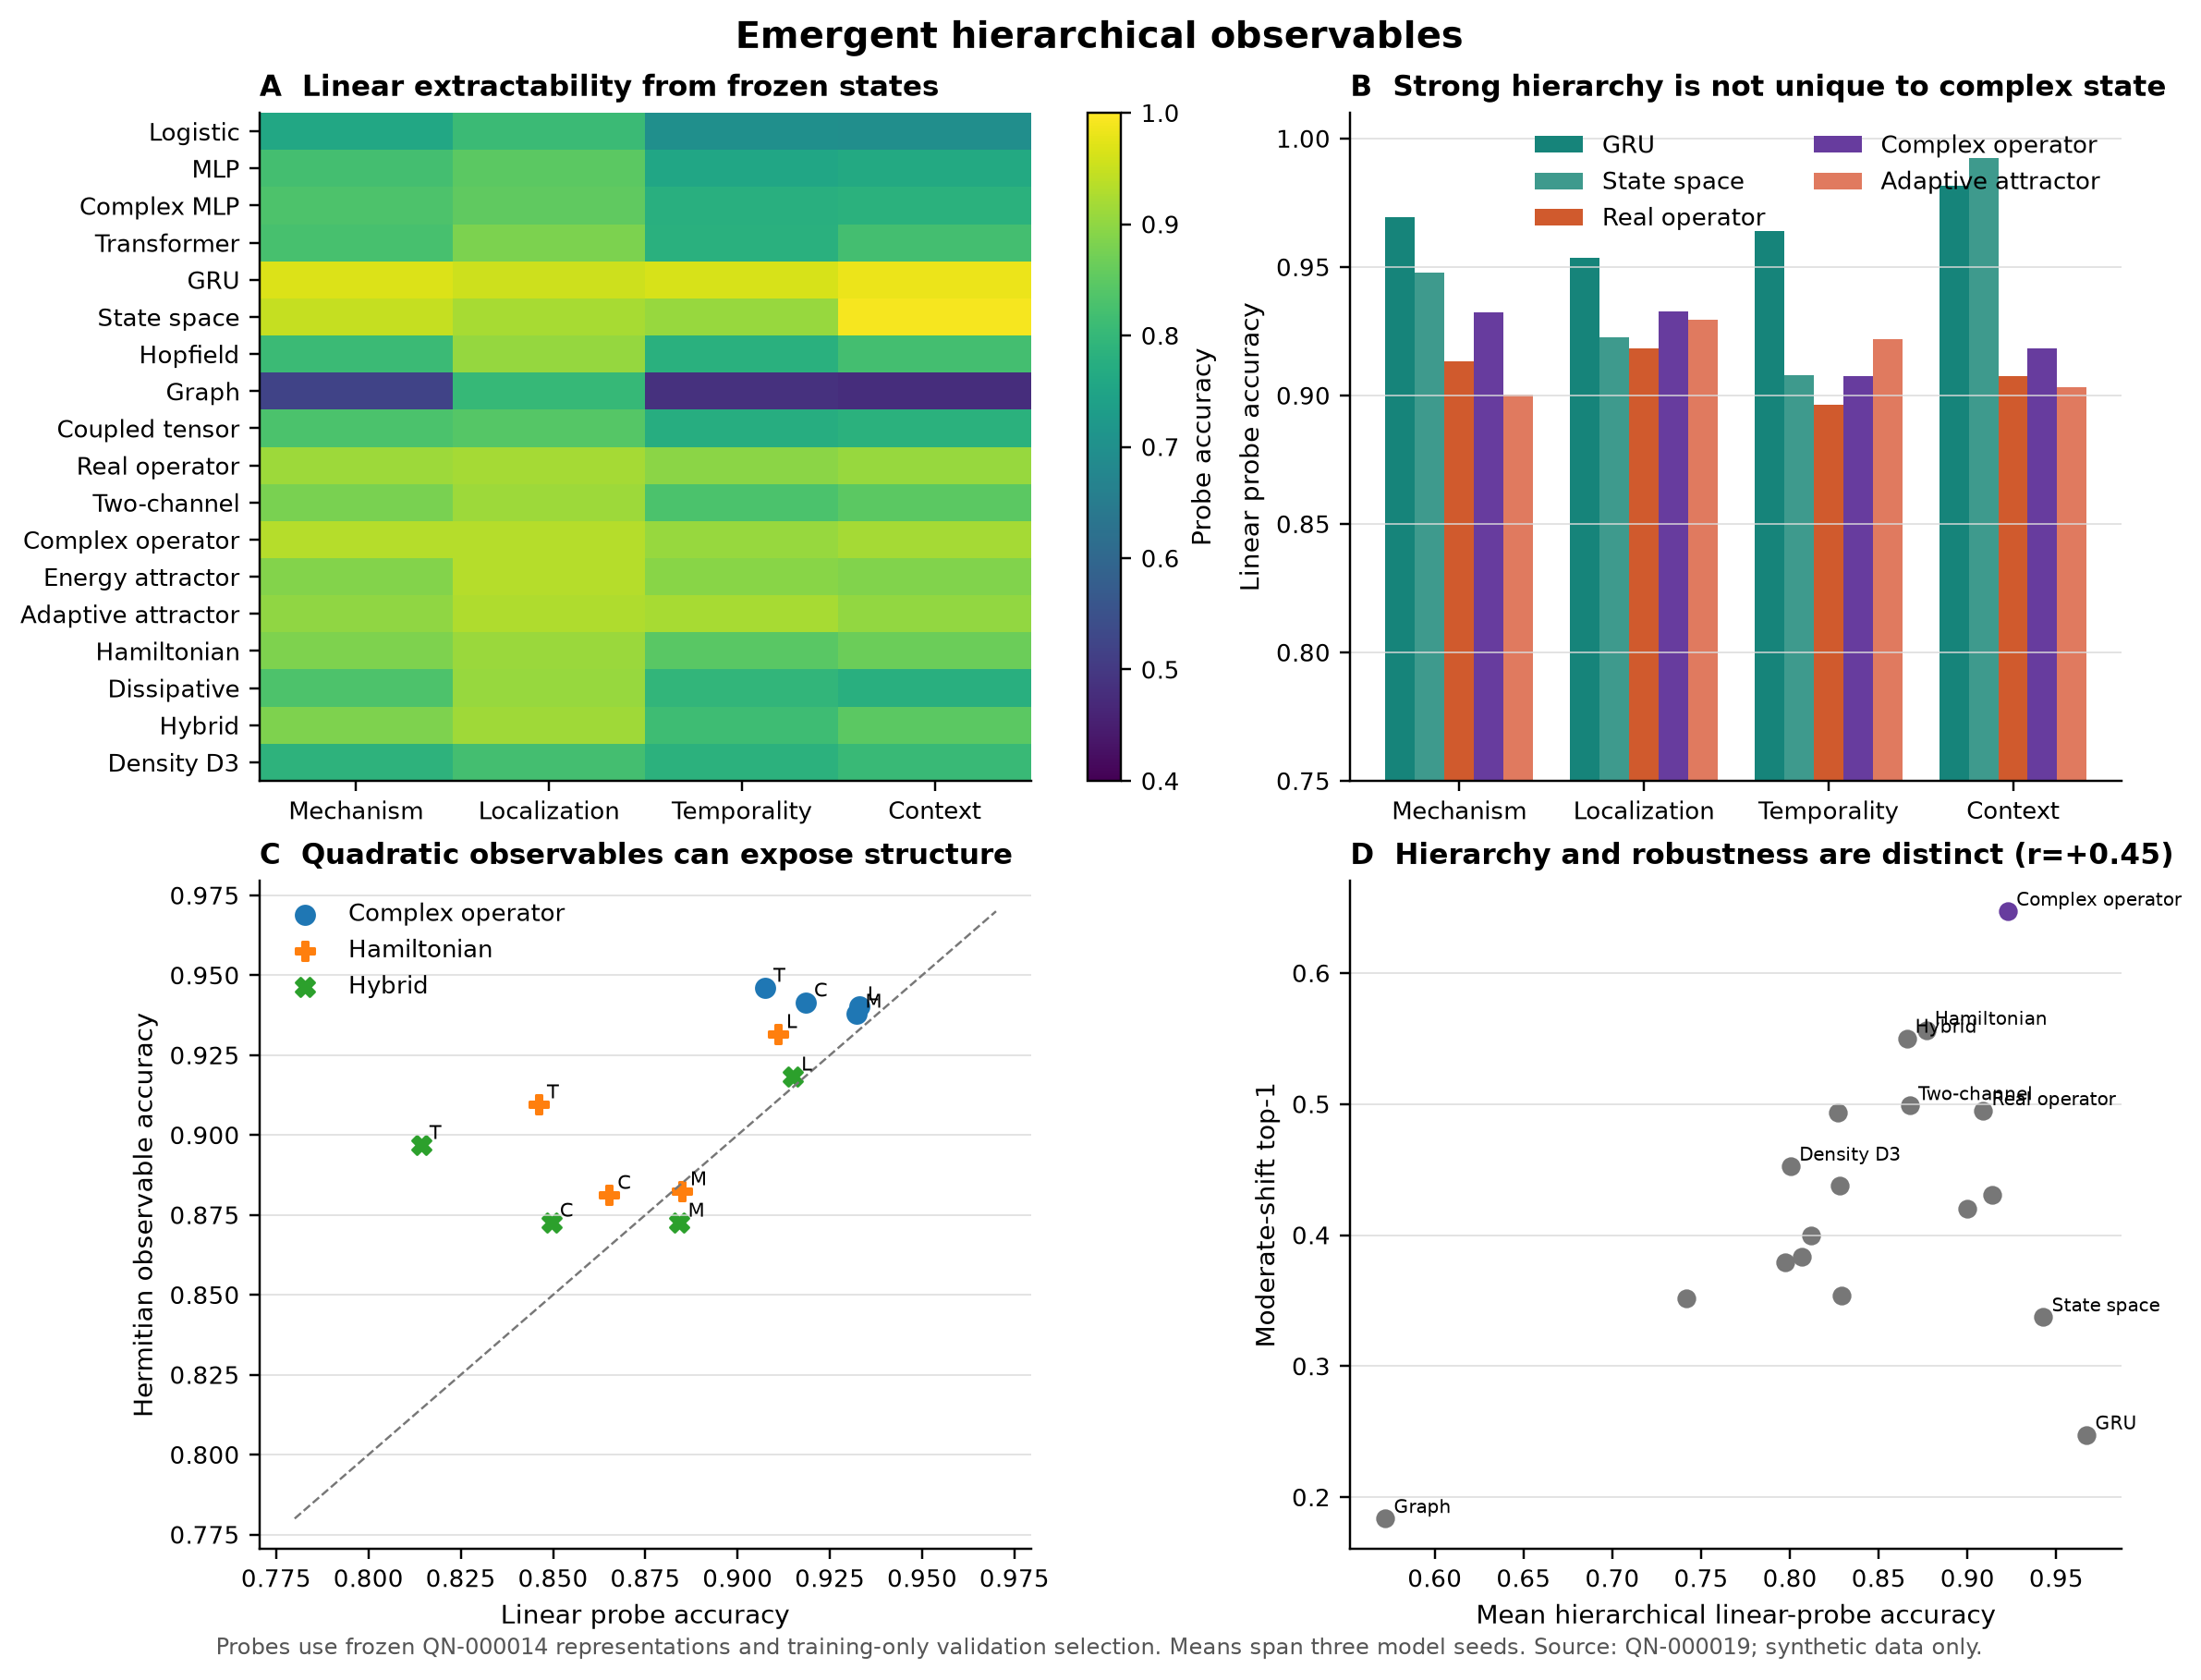 Emergent hierarchical observables
A Linear extractability from frozen states
Logistic
MLP
Complex MLP
Transformer
GRU
State space
Hopfield
Graph
Coupled tensor
Real operator
Two-channel
Complex operator
Energy attractor
Adaptive attractor
Hamiltonian
Dissipative
Hybrid
Density D3
Mechanism Localization Temporality Context
1.0
0.9
0.8
0.7
0.6
0.5
0.4
Probe accuracy
B Strong hierarchy is not unique to complex state
GRU
State space
Real operator
Complex operator
Adaptive attractor
1.00
0.95
0.90
0.85
0.80
0.75
Linear probe accuracy
Mechanism Localization Temporality Context
C Quadratic observables can expose structure
Complex operator
Hamiltonian
Hybrid
0.975
0.950
0.925
0.900
0.875
0.850
0.825
0.800
0.775
Hermitian observable accuracy
T
C
L
M
L
L
T
T
C
M
C
M
0.775 0.800 0.825 0.850 0.875 0.900 0.925 0.950 0.975
Linear probe accuracy
D Hierarchy and robustness are distinct (r=+0.45)
0.6
0.5
0.4
0.3
0.2
Moderate-shift top-1
Complex operator
Hamiltonian
Hybrid
Two-channel
Real operator
Density D3
State space
GRU
Graph
0.60 0.65 0.70 0.75 0.80 0.85 0.90 0.95
Mean hierarchical linear-probe accuracy
Probes use frozen QN-000014 representations and training-only validation selection. Means span three model seeds. Source: QN-000019; synthetic data only.